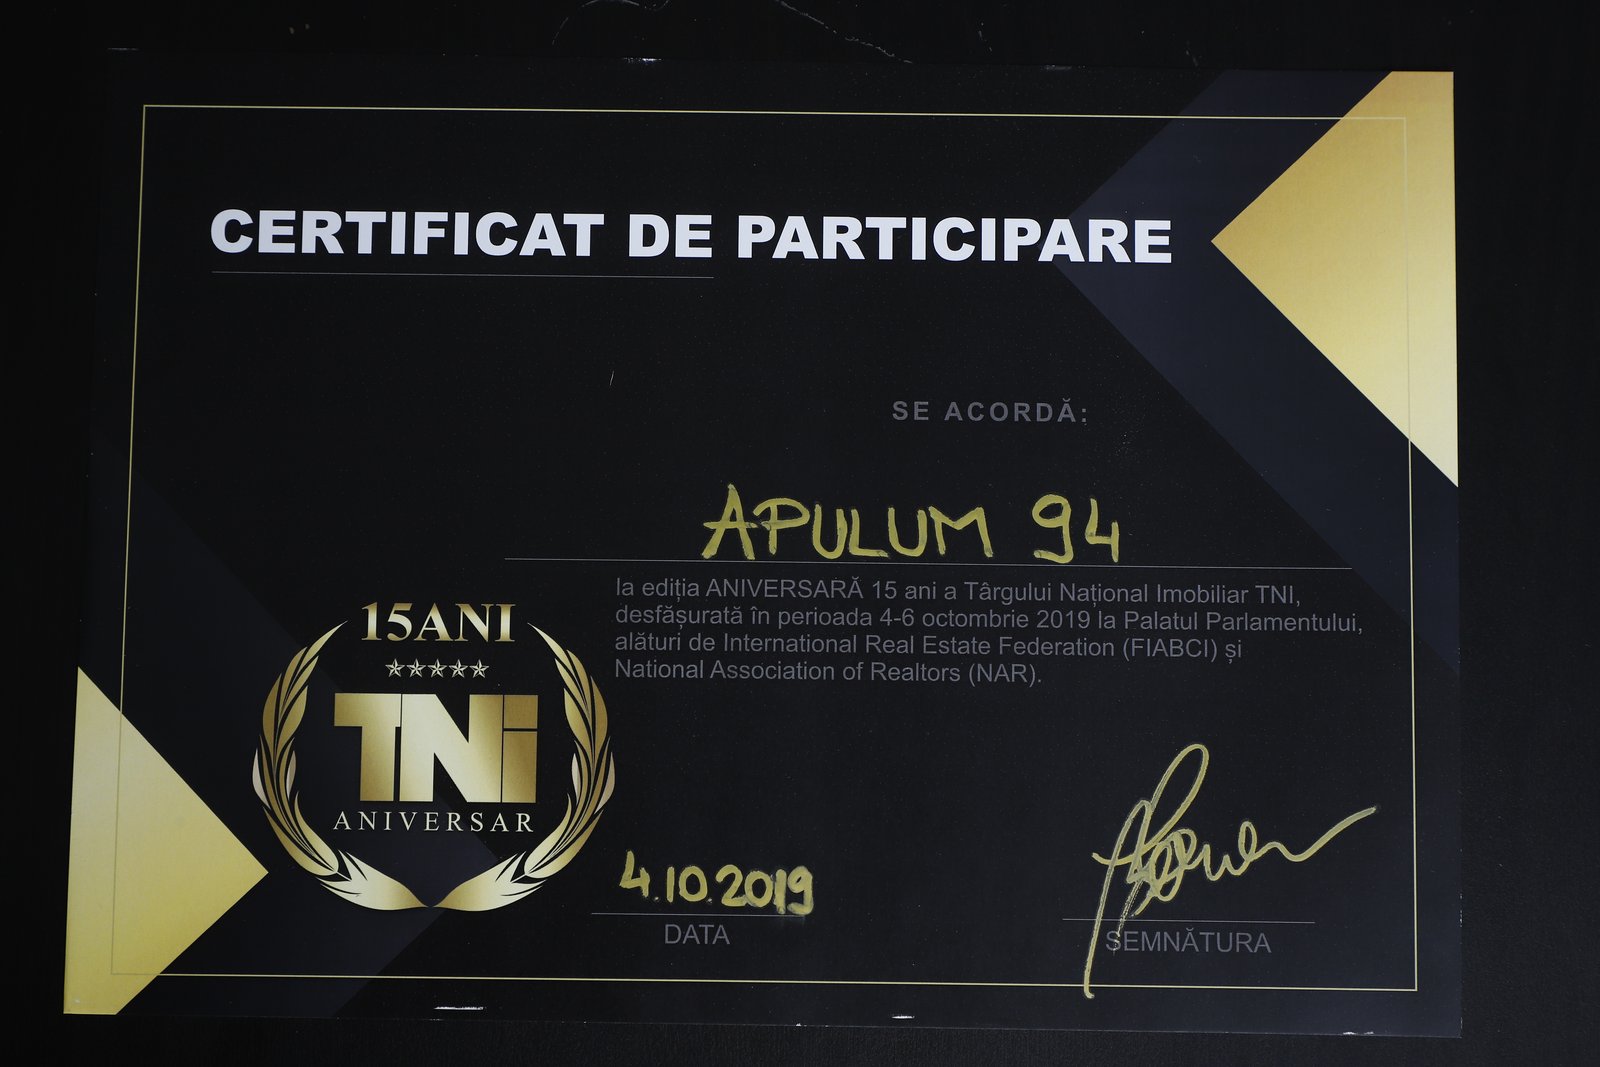 CERTIFICAT DE PARTICIPARE
SE ACORDĂ:
APULUM 94
la ediția ANIVERSARĂ 15 ani a Târgului Național Imobiliar TNI,
desfășurată în perioada 4-6 octombrie 2019 la Palatul Parlamentului,
alături de International Real Estate Federation (FIABCI) și
National Association of Realtors (NAR).
15ANI
TNi
ANIVERSAR
4.10.2019
DATA
SEMNĂTURA